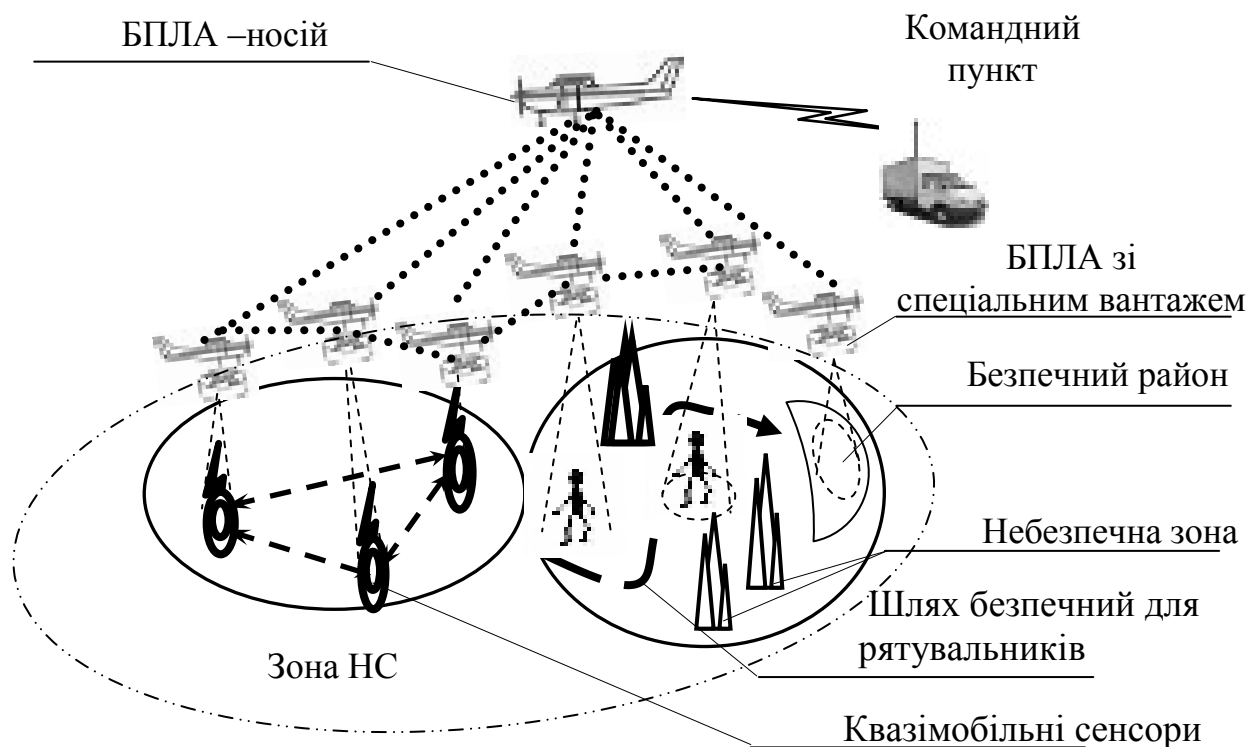 БПЛА –носій
Командний
пункт
БПЛА зі
спеціальним вантажем
Безпечний район
Небезпечна зона
Шлях безпечний для
рятувальників
Зона НС
Квазімобільні сенсори